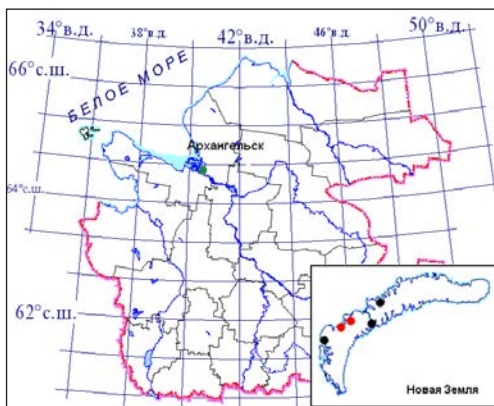 34°в.д.
38°в.д.
42°в.д.
46°в.д.
50°в.д.
66°с.ш.
БЕЛОЕ МОРЕ
Архангельск
64°с.ш.
62°с.ш.
Новая Земля